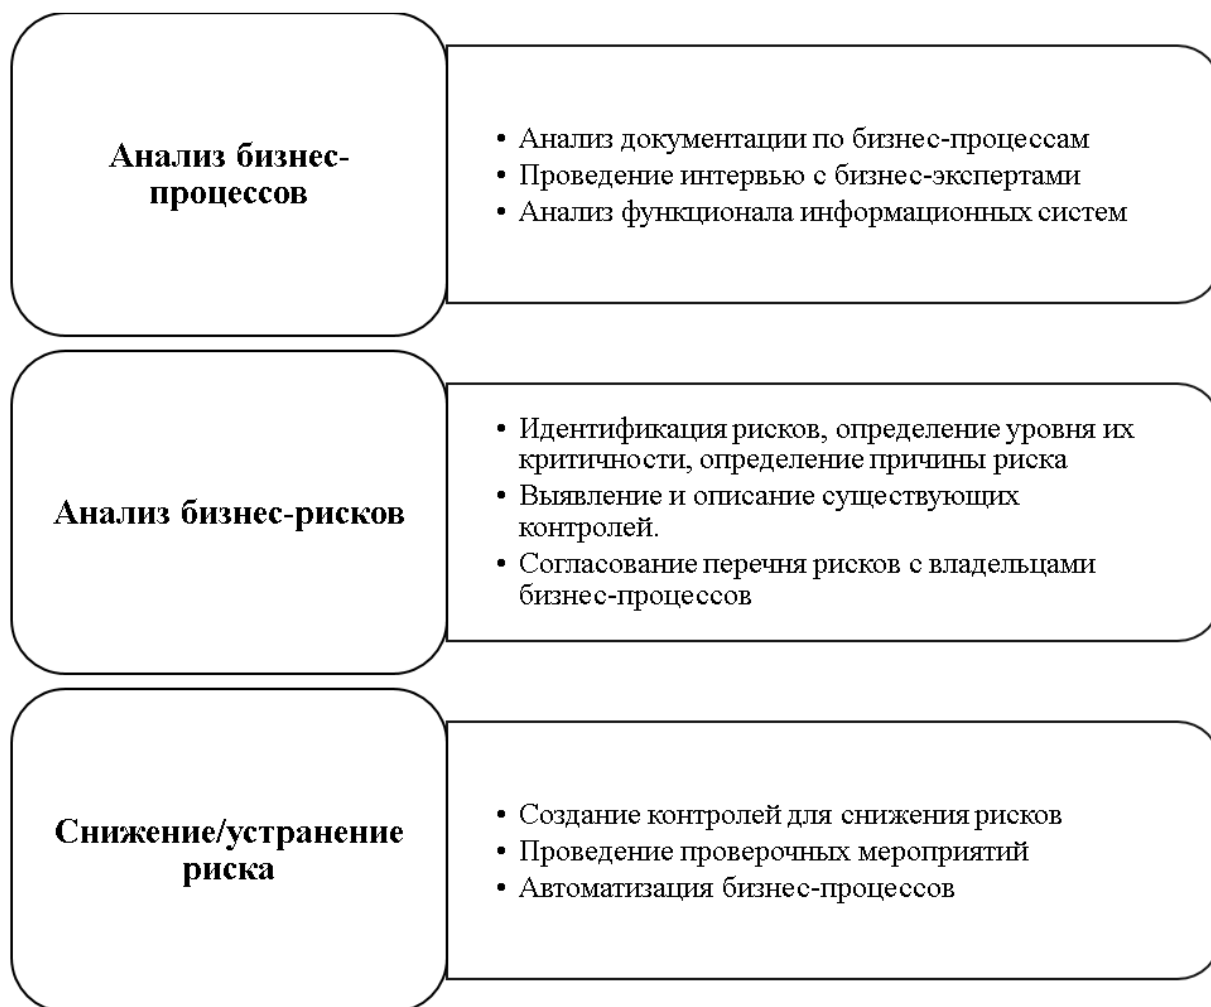 Анализ бизнес-
процессов
• Анализ документации по бизнес-процессам
• Проведение интервью с бизнес-экспертами
• Анализ функционала информационных систем
Анализ бизнес-рисков
• Идентификация рисков, определение уровня их
критичности, определение причины риска
• Выявление и описание существующих
контролей.
• Согласование перечня рисков с владельцами
бизнес-процессов
Снижение/устранение
риска
• Создание контролей для снижения рисков
• Проведение проверочных мероприятий
• Автоматизация бизнес-процессов